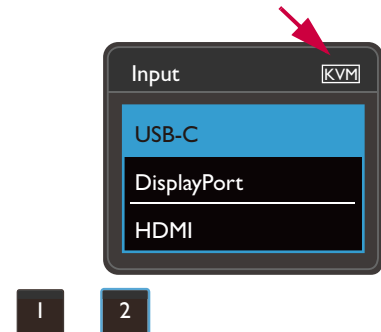 Input KVM
USB-C
DisplayPort
HDMI
1 2